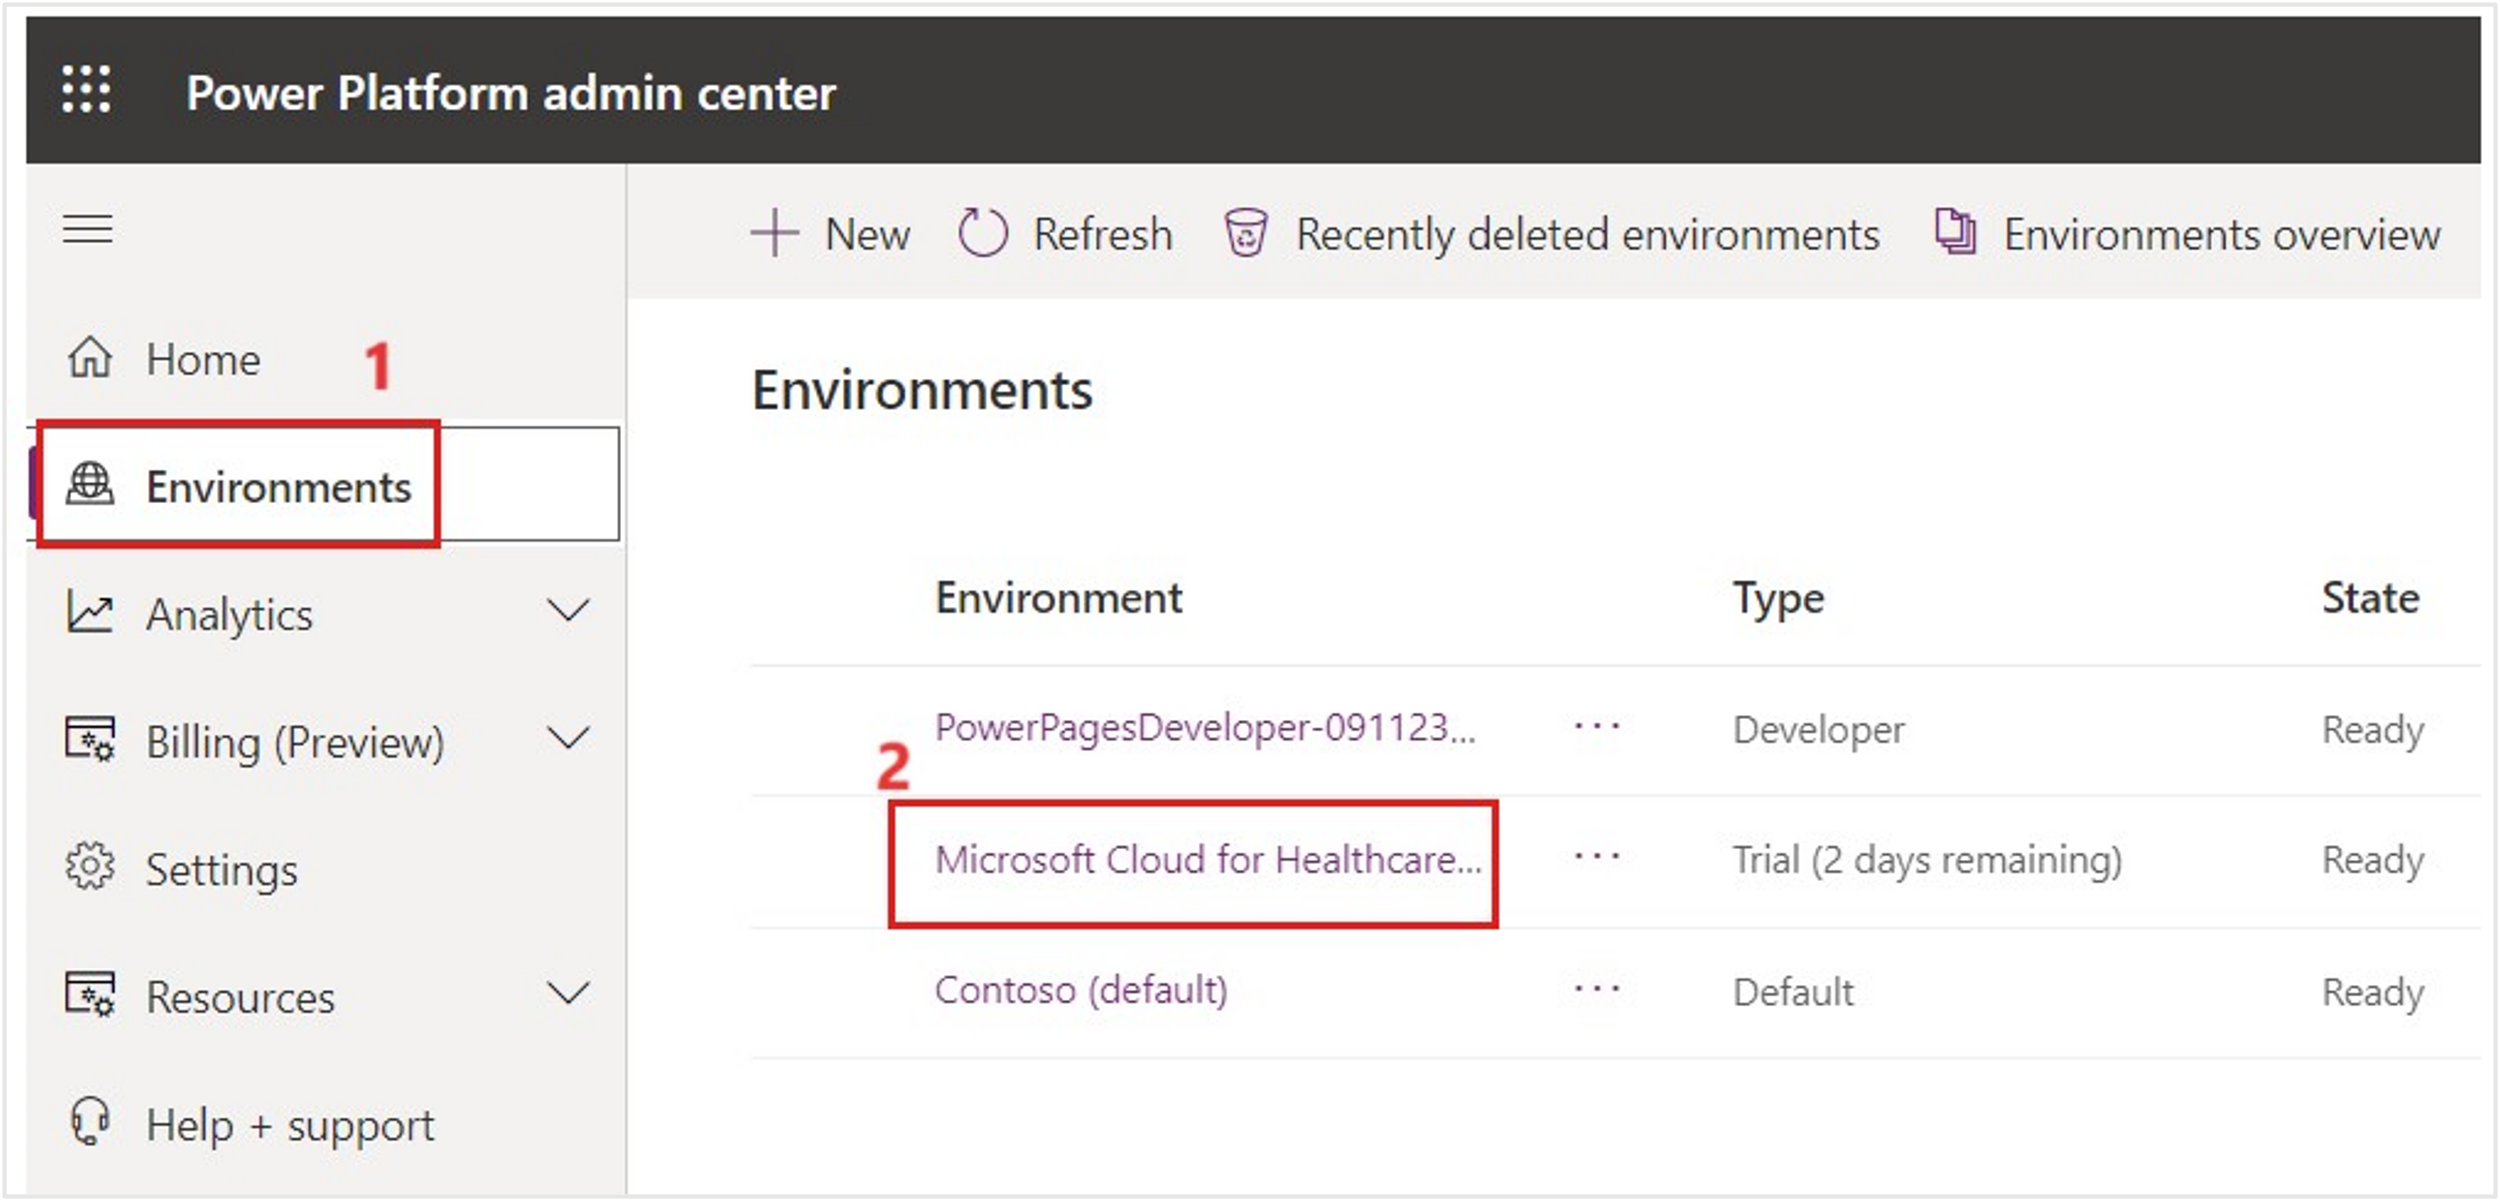 Power Platform admin center
New Refresh Recently deleted environments Environments overview
Home 1
Environments
Analytics
Billing (Preview)
Settings
Resources
Help + support
Environments
Environment Type State
PowerPagesDeveloper-091123... ... Developer Ready
2
Microsoft Cloud for Healthcare... ... Trial (2 days remaining) Ready
Contoso (default) ... Default Ready